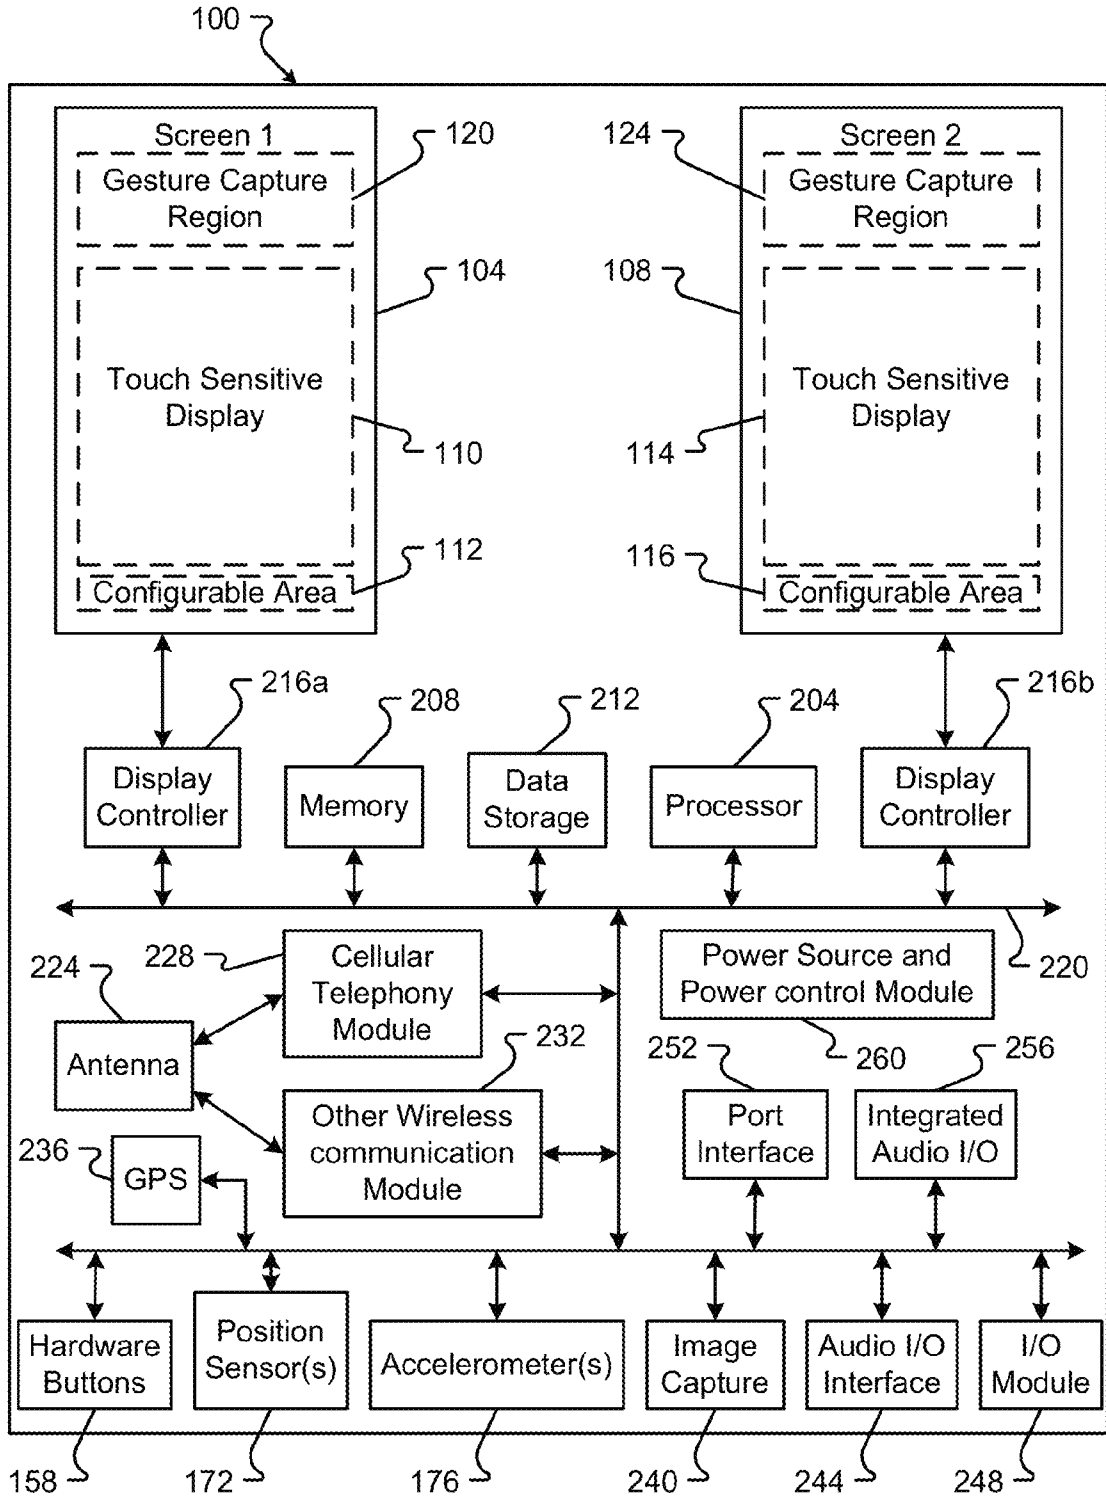 100
Screen 1
120
124
Screen 2
Gesture Capture
Region
Gesture Capture
Region
104
108
Touch Sensitive
Display
Touch Sensitive
Display
110
114
112
116
Configurable Area
Configurable Area
216a
208
212
204
216b
Display
Controller
Memory
Data
Storage
Processor
Display
Controller
228
Cellular
Telephony
Module
Power Source and
Power control Module
220
224
Antenna
232
252
260
256
Other Wireless
communication
Module
Port
Interface
Integrated
Audio I/O
236
GPS
Hardware
Buttons
Position
Sensor(s)
Accelerometer(s)
Image
Capture
Audio I/O
Interface
I/O
Module
158
172
176
240
244
248